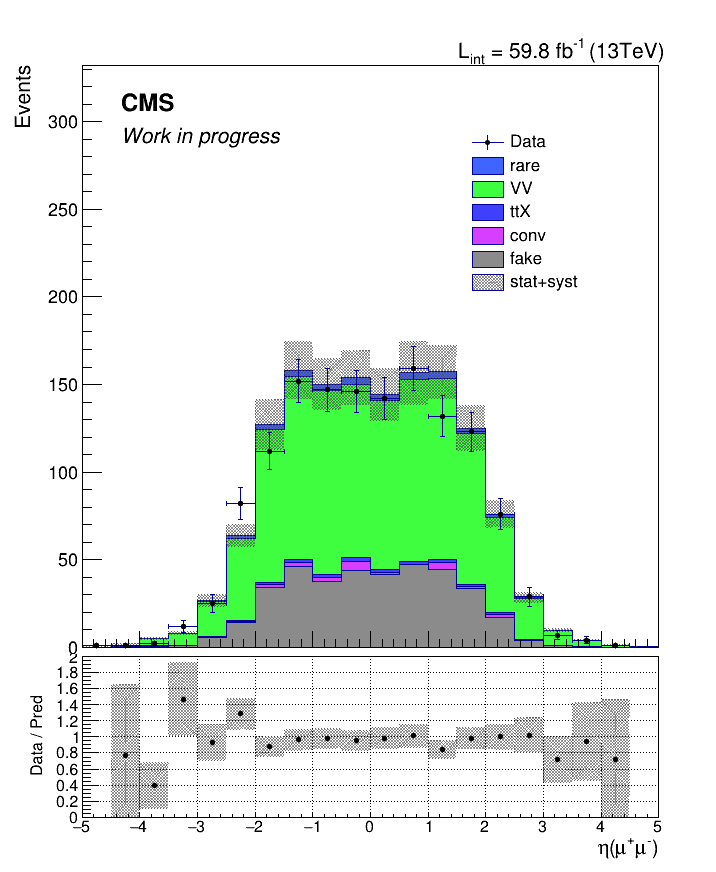 L_int = 59.8 fb^-1 (13TeV)
Events
CMS
Work in progress
Data
rare
VV
ttX
conv
fake
stat+syst
300
250
200
150
100
50
0
Data / Pred
2
1.8
1.6
1.4
1.2
1
0.8
0.6
0.4
0.2
0
−5 −4 −3 −2 −1 0 1 2 3 4 5
η(μ⁺μ⁻)